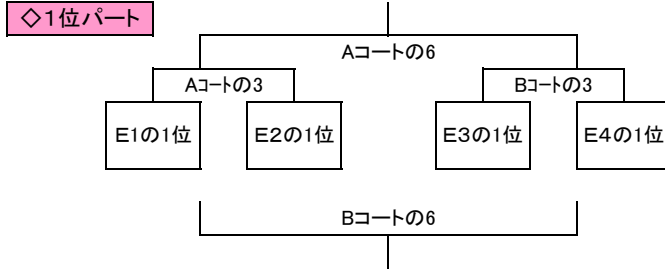 ◇1位パート
Aコートの6
Aコートの3
Bコートの3
E1の1位
E2の1位
E3の1位
E4の1位
Bコートの6